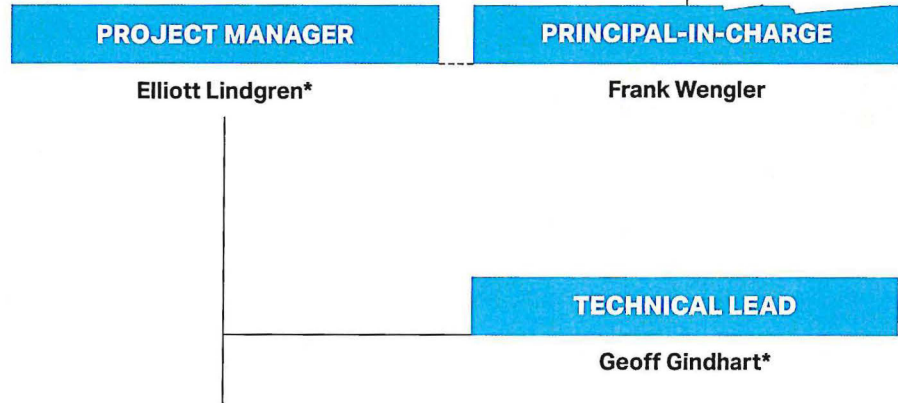 PROJECT MANAGER
Elliott Lindgren*
PRINCIPAL-IN-CHARGE
Frank Wengler
TECHNICAL LEAD
Geoff Gindhart*